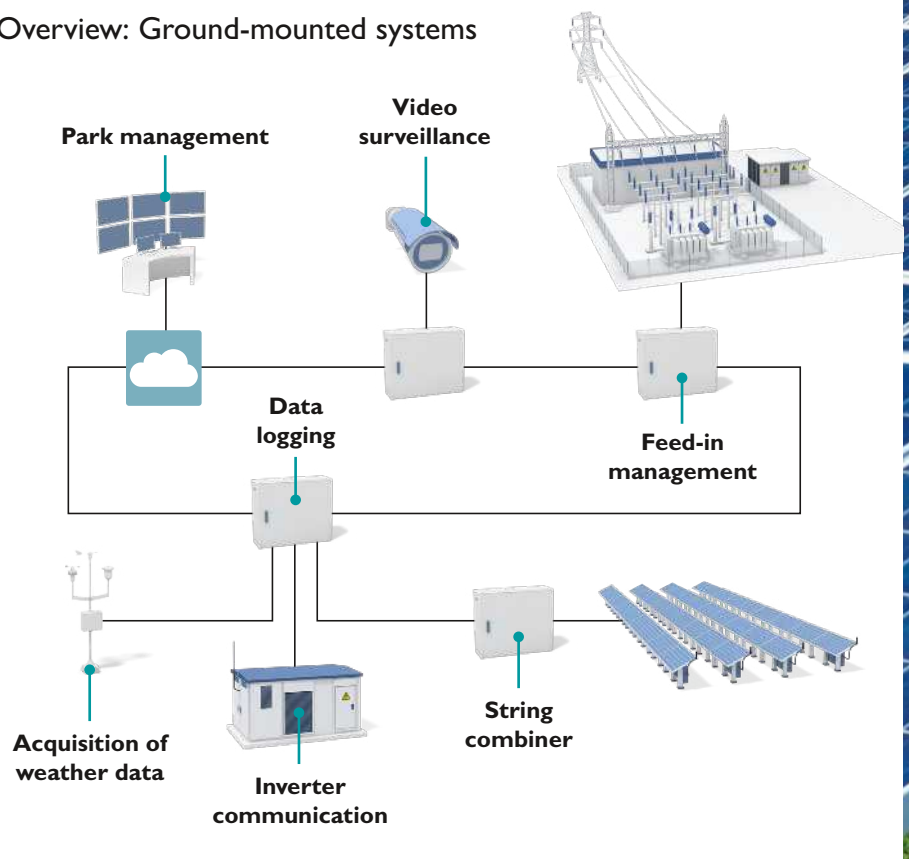 Overview: Ground-mounted systems
Video
surveillance
Park management
Data
logging
Feed-in
management
String
combiner
Acquisition of
weather data
Inverter
communication